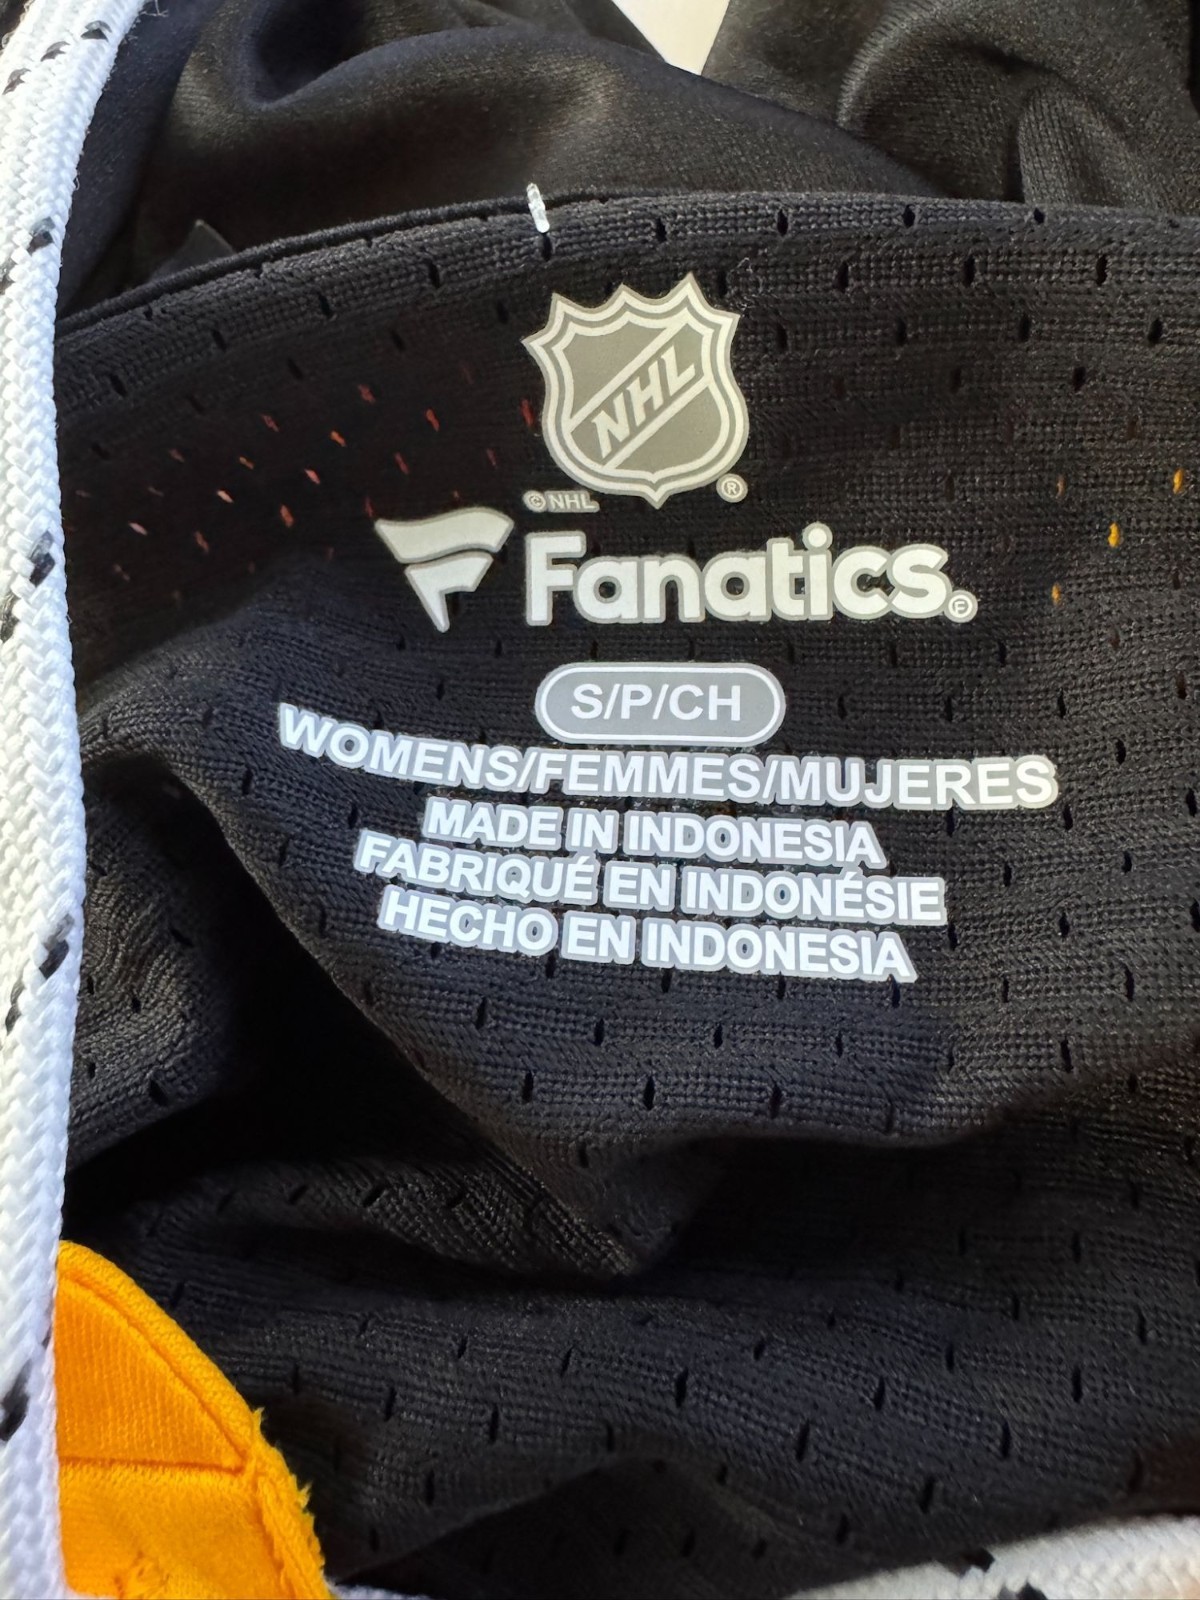 NHL
© NHL ®
Fanatics. Ⓕ
S/P/CH
WOMENS/FEMMES/MUJERES
MADE IN INDONESIA
FABRIQUÉ EN INDONÉSIE
HECHO EN INDONESIA